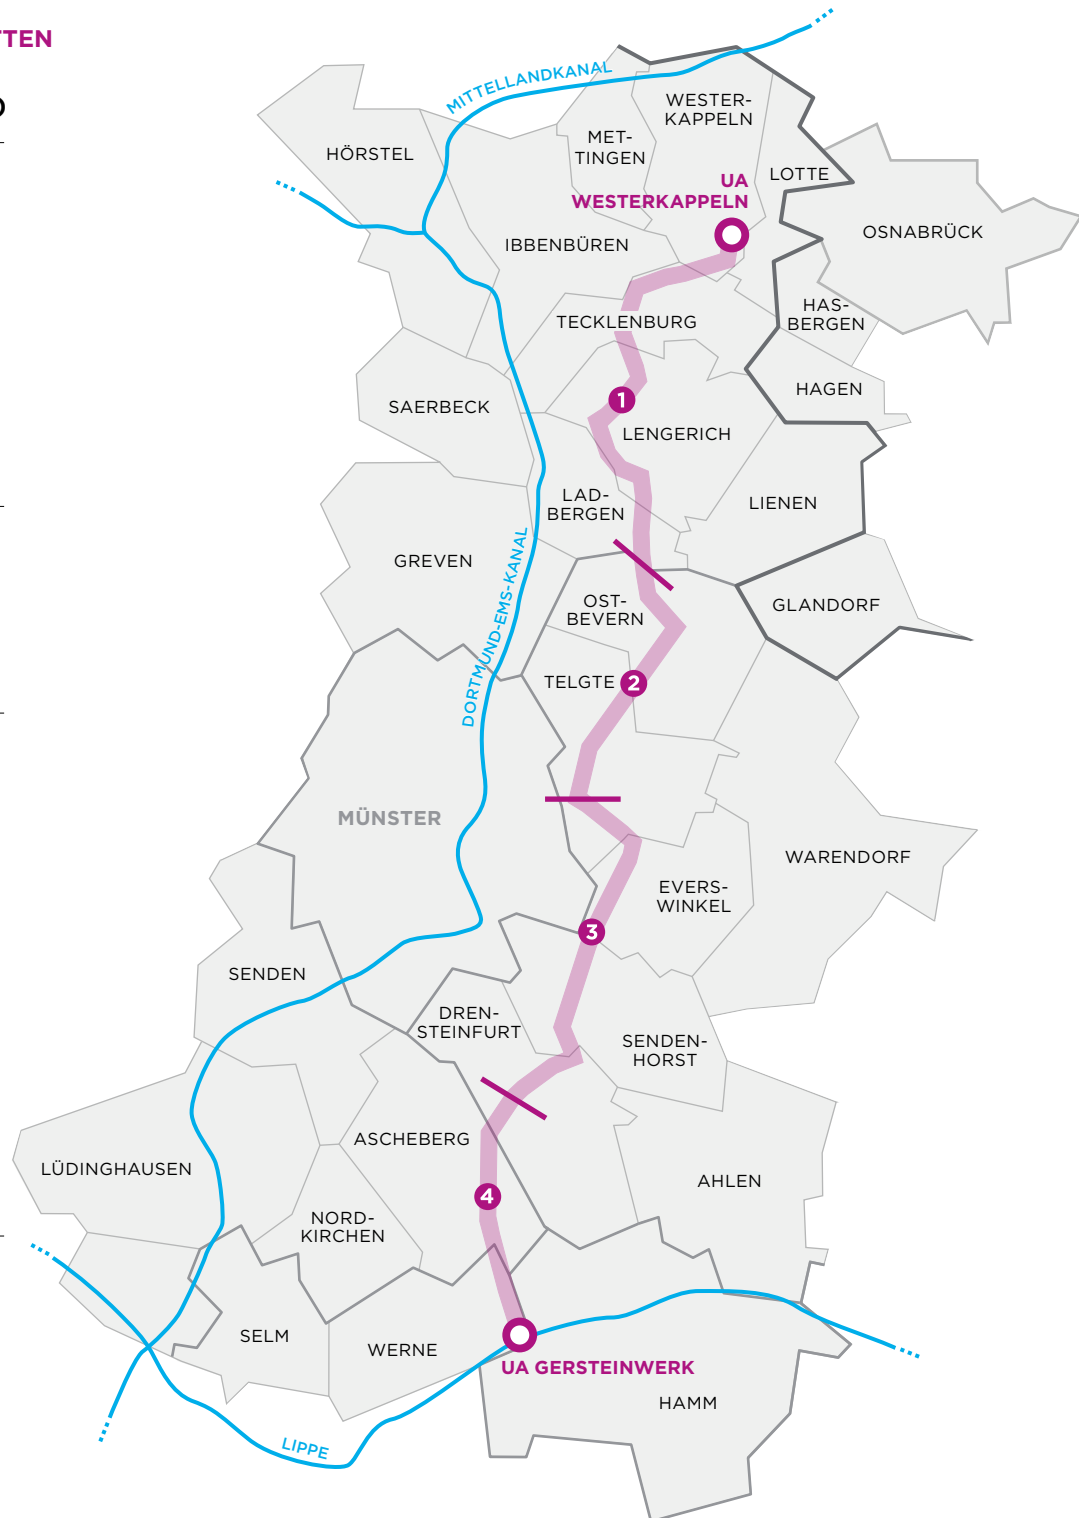 TTEN
MITTELLANDKANAL
WESTER-
KAPPELN
MET-
TINGEN
HÖRSTEL
LOTTE
UA
WESTERKAPPELN
OSNABRÜCK
IBBENBÜREN
HAS-
BERGEN
TECKLENBURG
HAGEN
SAERBECK
1
LENGERICH
LAD-
BERGEN
LIENEN
GREVEN
DORTMUND-EMS-KANAL
OST-
BEVERN
GLANDORF
TELGTE
2
MÜNSTER
WARENDORF
EVERS-
WINKEL
3
SENDEN
DREN-
STEINFURT
SENDEN-
HORST
ASCHEBERG
LÜDINGHAUSEN
AHLEN
4
NORD-
KIRCHEN
SELM
WERNE
UA GERSTEINWERK
HAMM
LIPPE